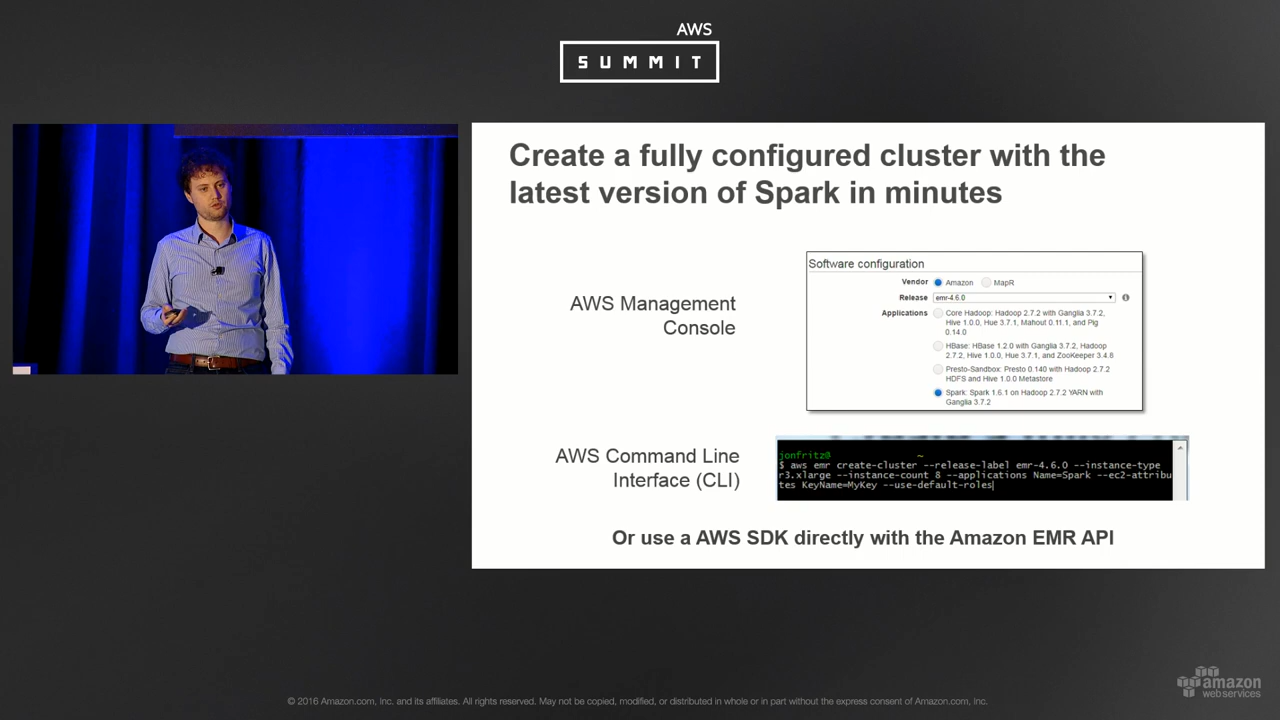 AWS
SUMMIT
Create a fully configured cluster with the
latest version of Spark in minutes
AWS Management
Console
Software configuration
Vendor Amazon MapR
Release emr-4.6.0
Applications Core Hadoop: Hadoop 2.7.2 with Ganglia 3.7.2,
Hive 1.0.0, Hue 3.7.1, Mahout 0.11.1, and Pig
0.14.0
HBase: HBase 1.2.0 with Ganglia 3.7.2, Hadoop
2.7.2, Hive 1.0.0, Hue 3.7.1, and ZooKeeper 3.4.8
Presto-Sandbox: Presto 0.140 with Hadoop 2.7.2
HDFS and Hive 1.0.0 Metastore
Spark: Spark 1.6.1 on Hadoop 2.7.2 YARN with
Ganglia 3.7.2
AWS Command Line
Interface (CLI)
jonfritz@ ~
$ aws emr create-cluster --release-label emr-4.6.0 --instance-type
r3.xlarge --instance-count 8 --applications Name=Spark --ec2-attribu
tes KeyName=MyKey --use-default-roles
Or use a AWS SDK directly with the Amazon EMR API
amazon
web services
© 2016 Amazon.com, Inc. and its affiliates. All rights reserved. May not be copied, modified, or distributed in whole or in part without the express consent of Amazon.com, Inc.